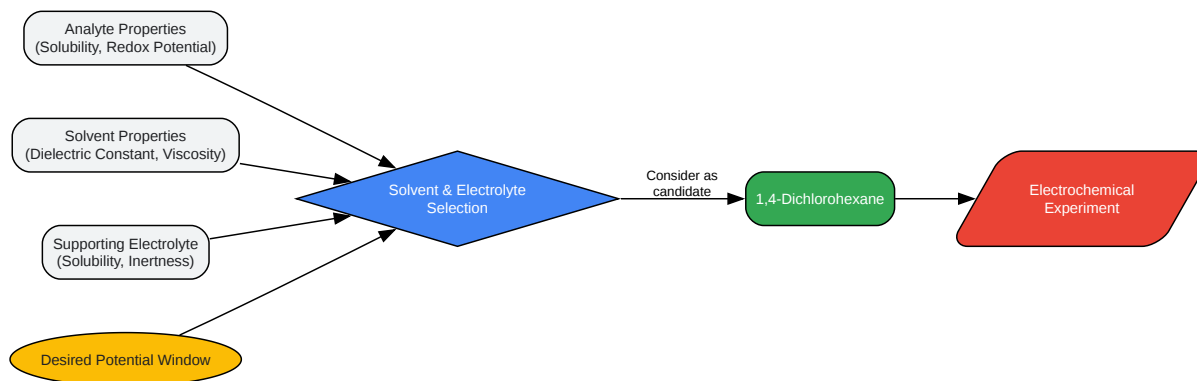 Analyte Properties
(Solubility, Redox Potential)
Solvent Properties
(Dielectric Constant, Viscosity)
Supporting Electrolyte
(Solubility, Inertness)
Desired Potential Window
Solvent & Electrolyte
Selection
Consider as
candidate
1,4-Dichlorohexane
Electrochemical
Experiment